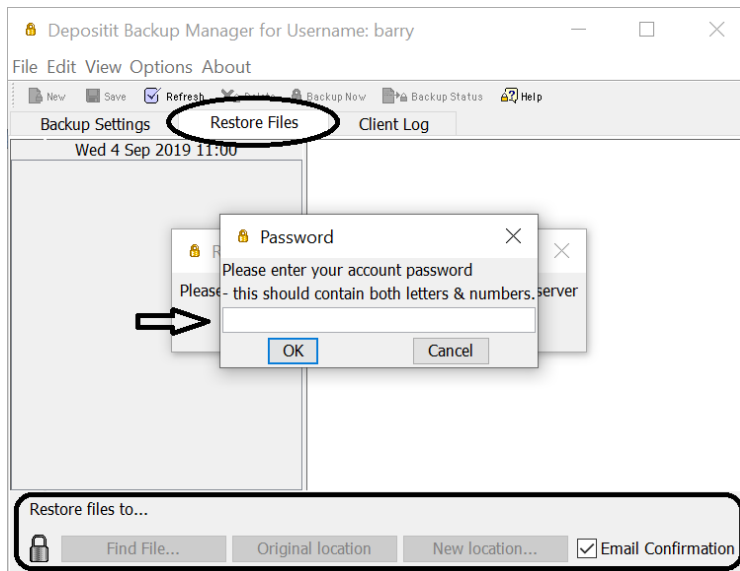 Depositit Backup Manager for Username: barry
File Edit View Options About
New Save Refresh Delete Backup Now Backup Status Help
Backup Settings Restore Files Client Log
Wed 4 Sep 2019 11:00
Password
Please enter your account password
Please - this should contain both letters & numbers. server
OK Cancel
Restore files to...
Find File... Original location New location... Email Confirmation